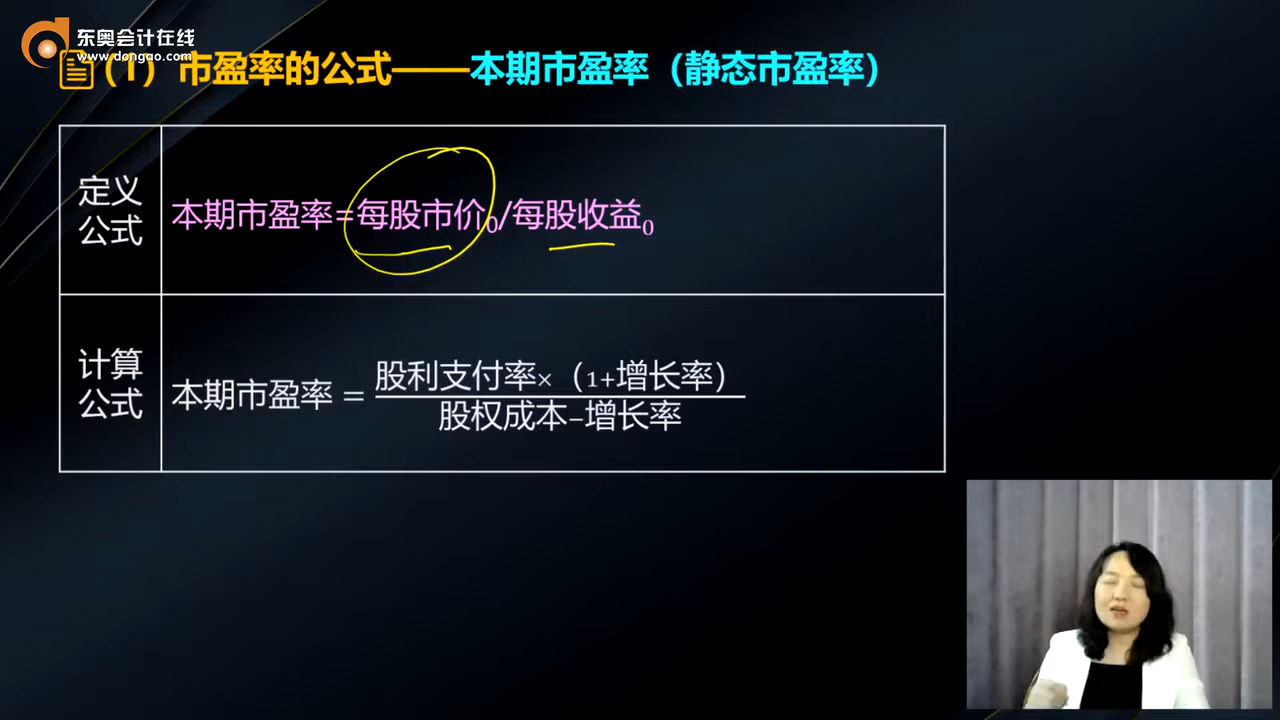 东奥会计在线
www.dongao.com
（1）市盈率的公式——本期市盈率（静态市盈率）
定义
公式
本期市盈率=每股市价₀/每股收益₀
计算
公式
本期市盈率 =
股利支付率×（1+增长率）
股权成本−增长率